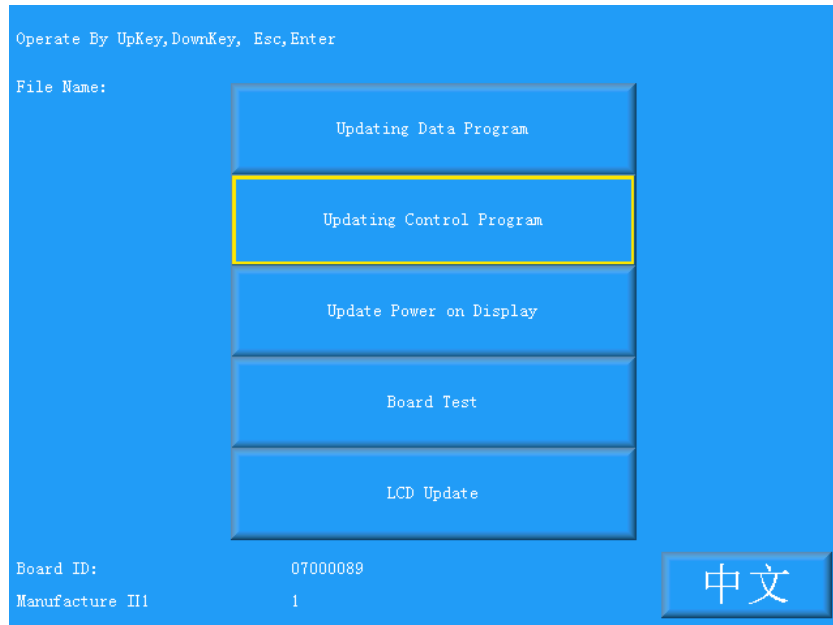 Operate By UpKey,DownKey, Esc,Enter
File Name:
Updating Data Program
Updating Control Program
Update Power on Display
Board Test
LCD Update
Board ID: 07000089
Manufacture II1 1
中文